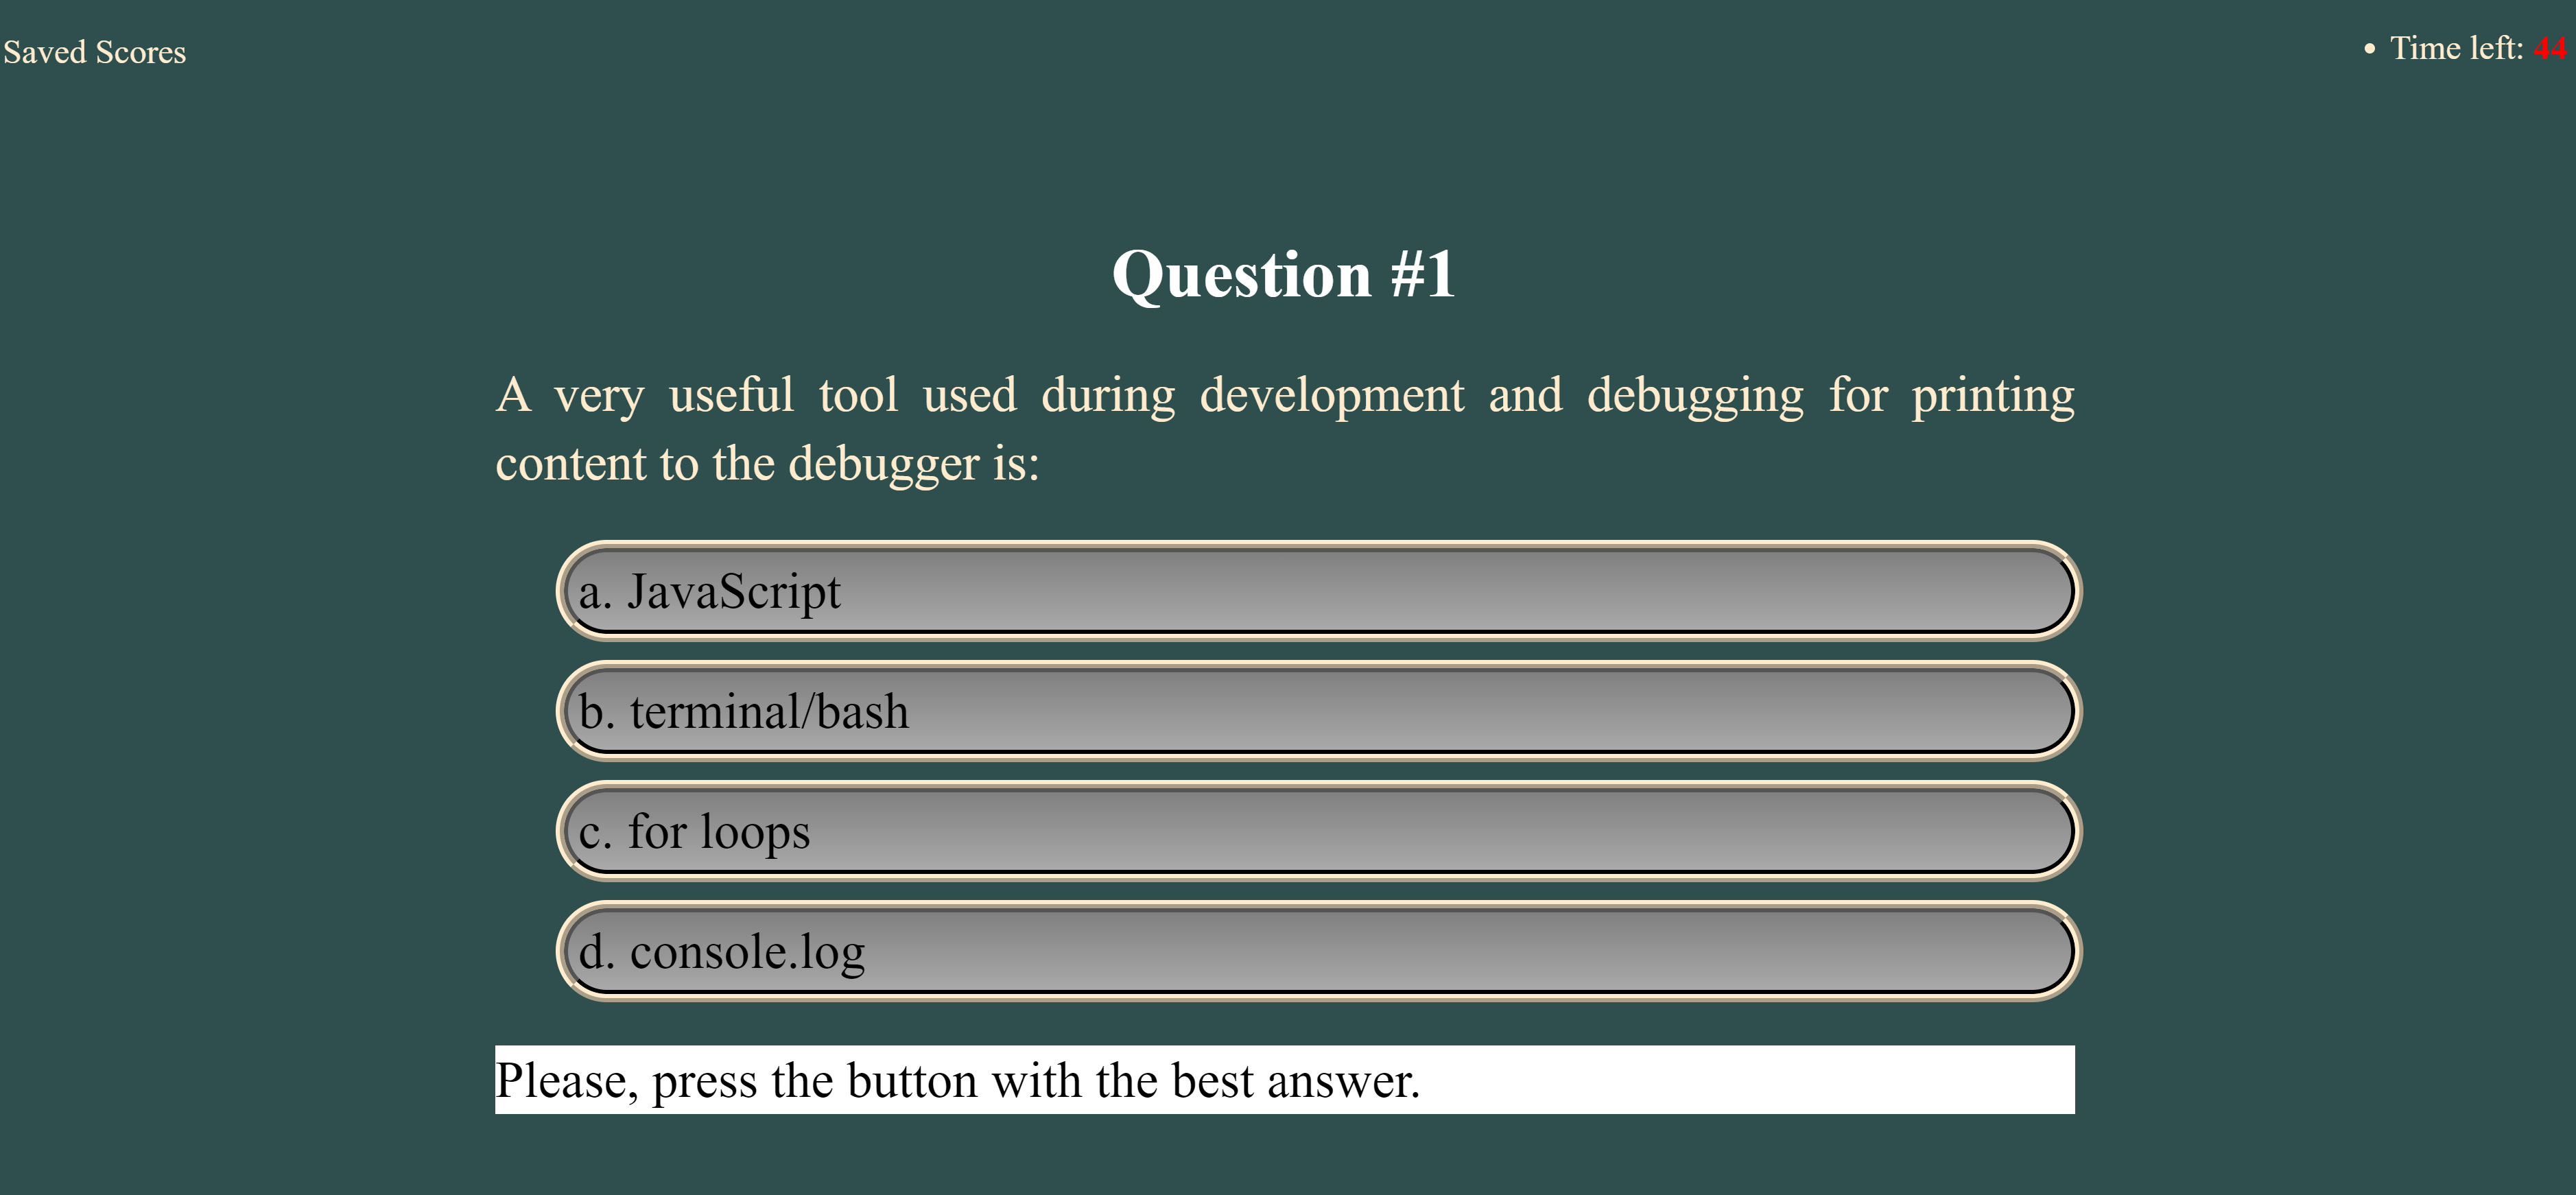 Saved Scores
• Time left: 44
Question #1
A very useful tool used during development and debugging for printing
content to the debugger is:
a. JavaScript
b. terminal/bash
c. for loops
d. console.log
Please, press the button with the best answer.